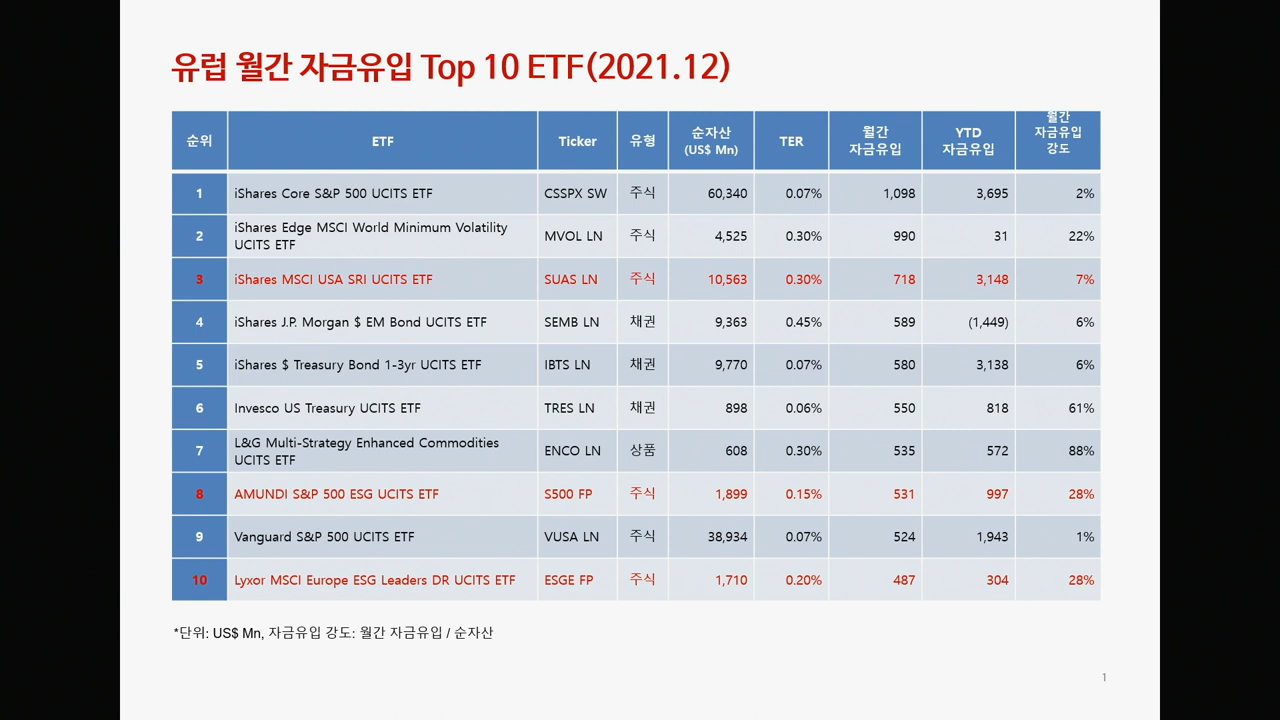 유럽 월간 자금유입 Top 10 ETF(2021.12)
순위 ETF Ticker 유형 순자산 (US$ Mn) TER 월간 자금유입 YTD 자금유입 월간 자금유입 강도
1 iShares Core S&P 500 UCITS ETF CSSPX SW 주식 60,340 0.07% 1,098 3,695 2%
2 iShares Edge MSCI World Minimum Volatility UCITS ETF MVOL LN 주식 4,525 0.30% 990 31 22%
3 iShares MSCI USA SRI UCITS ETF SUAS LN 주식 10,563 0.30% 718 3,148 7%
4 iShares J.P. Morgan $ EM Bond UCITS ETF SEMB LN 채권 9,363 0.45% 589 (1,449) 6%
5 iShares $ Treasury Bond 1-3yr UCITS ETF IBTS LN 채권 9,770 0.07% 580 3,138 6%
6 Invesco US Treasury UCITS ETF TRES LN 채권 898 0.06% 550 818 61%
7 L&G Multi-Strategy Enhanced Commodities UCITS ETF ENCO LN 상품 608 0.30% 535 572 88%
8 AMUNDI S&P 500 ESG UCITS ETF S500 FP 주식 1,899 0.15% 531 997 28%
9 Vanguard S&P 500 UCITS ETF VUSA LN 주식 38,934 0.07% 524 1,943 1%
10 Lyxor MSCI Europe ESG Leaders DR UCITS ETF ESGE FP 주식 1,710 0.20% 487 304 28%
*단위: US$ Mn, 자금유입 강도: 월간 자금유입 / 순자산
1